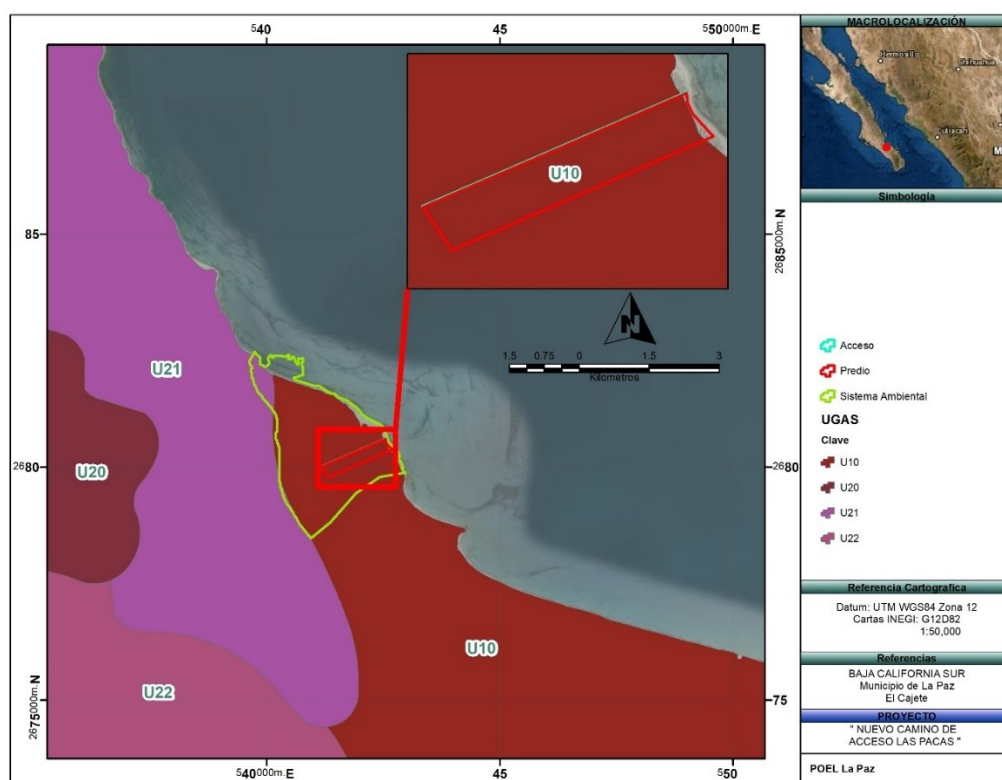 540
45
550000m.
MACROLOCALIZACIÓN
Hermosillo
Chihuahua
Culiacan
M
U10
Simbología
85
2685000m.N
N
1.5 0.75 0 1.5 3
Kilometros
U21
Acceso
Predio
Sistema Ambiental
UGAS
Clave
U10
U20
U21
U22
U20
2680
80
U10
U22
2675000m.N
75
540000m.E
45
550
Referencia Cartografica
Datum: UTM WGS84 Zona 12
Cartas INEGI: G12D82
1:50,000
Referencias
BAJA CALIFORNIA SUR
Municipio de La Paz
El Cajete
PROYECTO
" NUEVO CAMINO DE
ACCESO LAS PACAS "
POEL La Paz